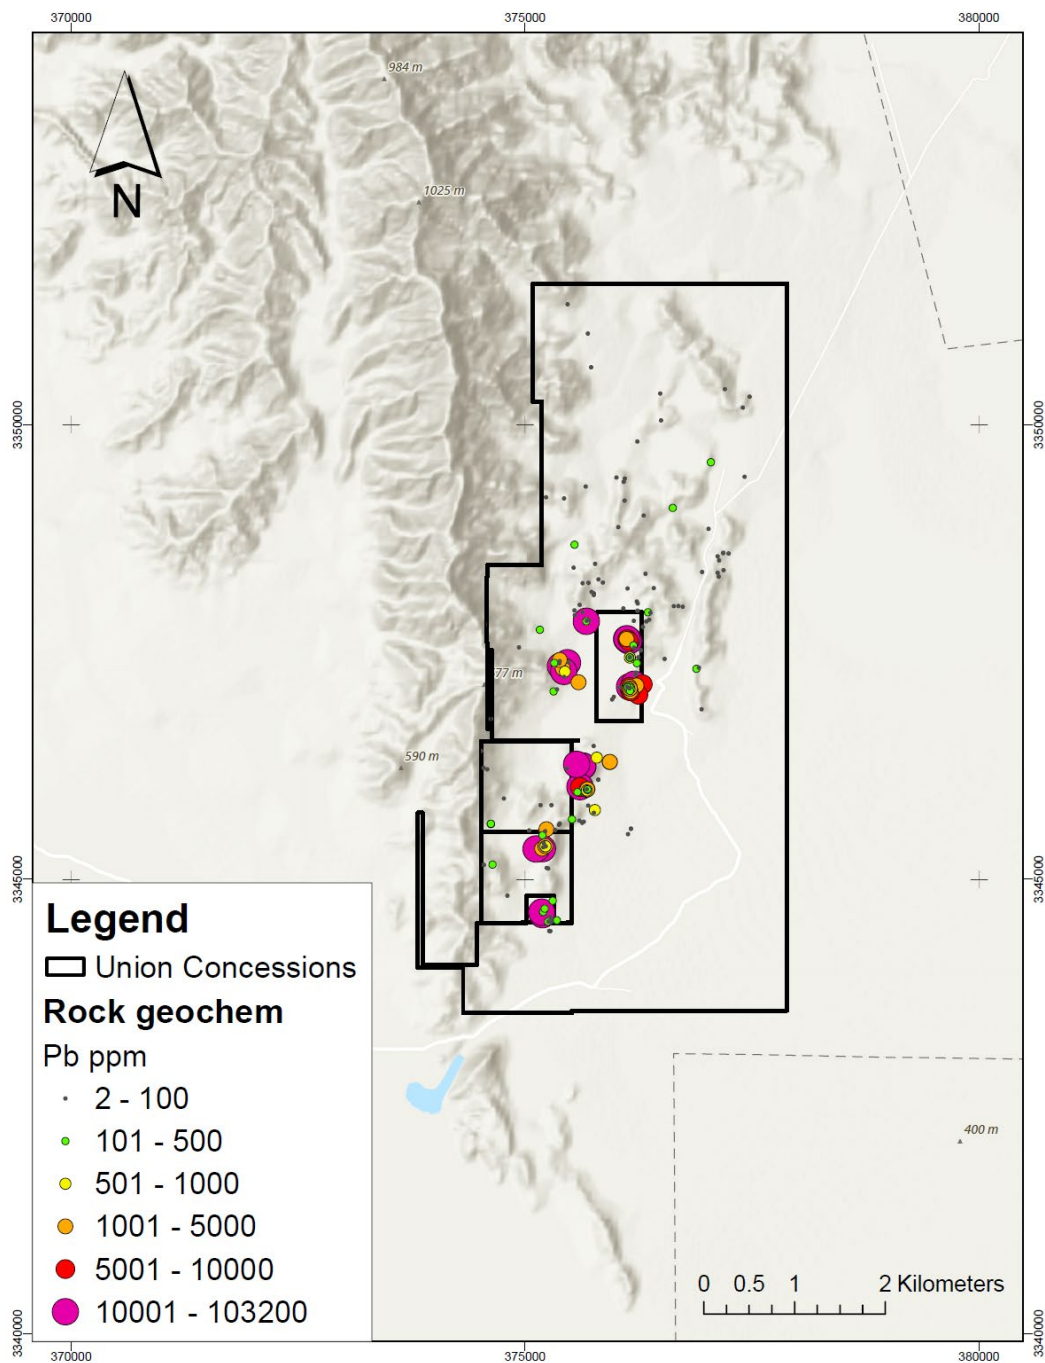 370000
375000
380000
984 m
1025 m
N
3350000
3350000
77 m
590 m
3345000
3345000
Legend
Union Concessions
Rock geochem
Pb ppm
2 - 100
101 - 500
501 - 1000
1001 - 5000
5001 - 10000
10001 - 103200
400 m
0 0.5 1 2 Kilometers
3340000
3340000
370000
375000
380000